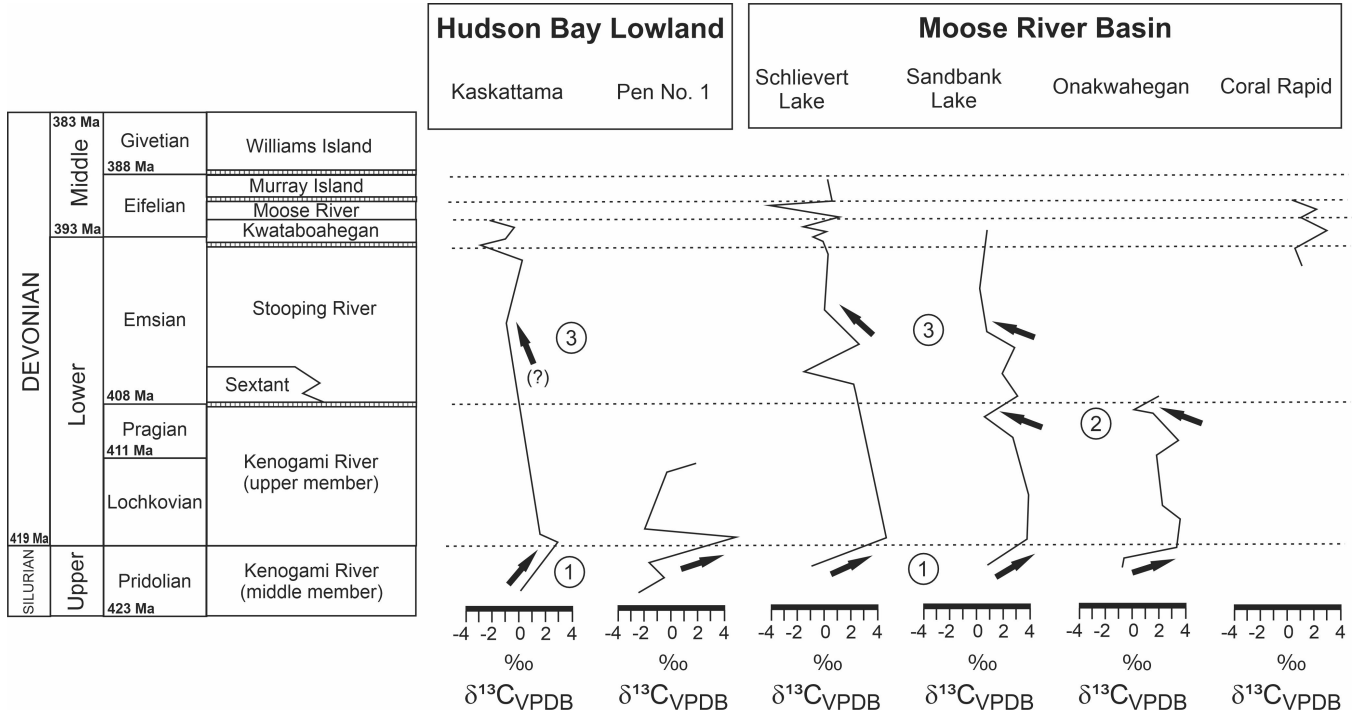 Hudson Bay Lowland
Moose River Basin
Kaskattama
Pen No. 1
Schlievert
Lake
Sandbank
Lake
Onakwahegan
Coral Rapid
DEVONIAN
SILURIAN
Middle
Lower
Upper
383 Ma
Givetian
388 Ma
Eifelian
393 Ma
Emsian
408 Ma
Pragian
411 Ma
Lochkovian
419 Ma
Pridolian
423 Ma
Williams Island
Murray Island
Moose River
Kwataboahegan
Stooping River
Sextant
Kenogami River
(upper member)
Kenogami River
(middle member)
3
(?)
3
2
1
1
-4 -2 0 2 4
-4 -2 0 2 4
-4 -2 0 2 4
-4 -2 0 2 4
-4 -2 0 2 4
-4 -2 0 2 4
‰ ‰ ‰ ‰ ‰ ‰
δ¹³CVPDB δ¹³CVPDB δ¹³CVPDB δ¹³CVPDB δ¹³CVPDB δ¹³CVPDB